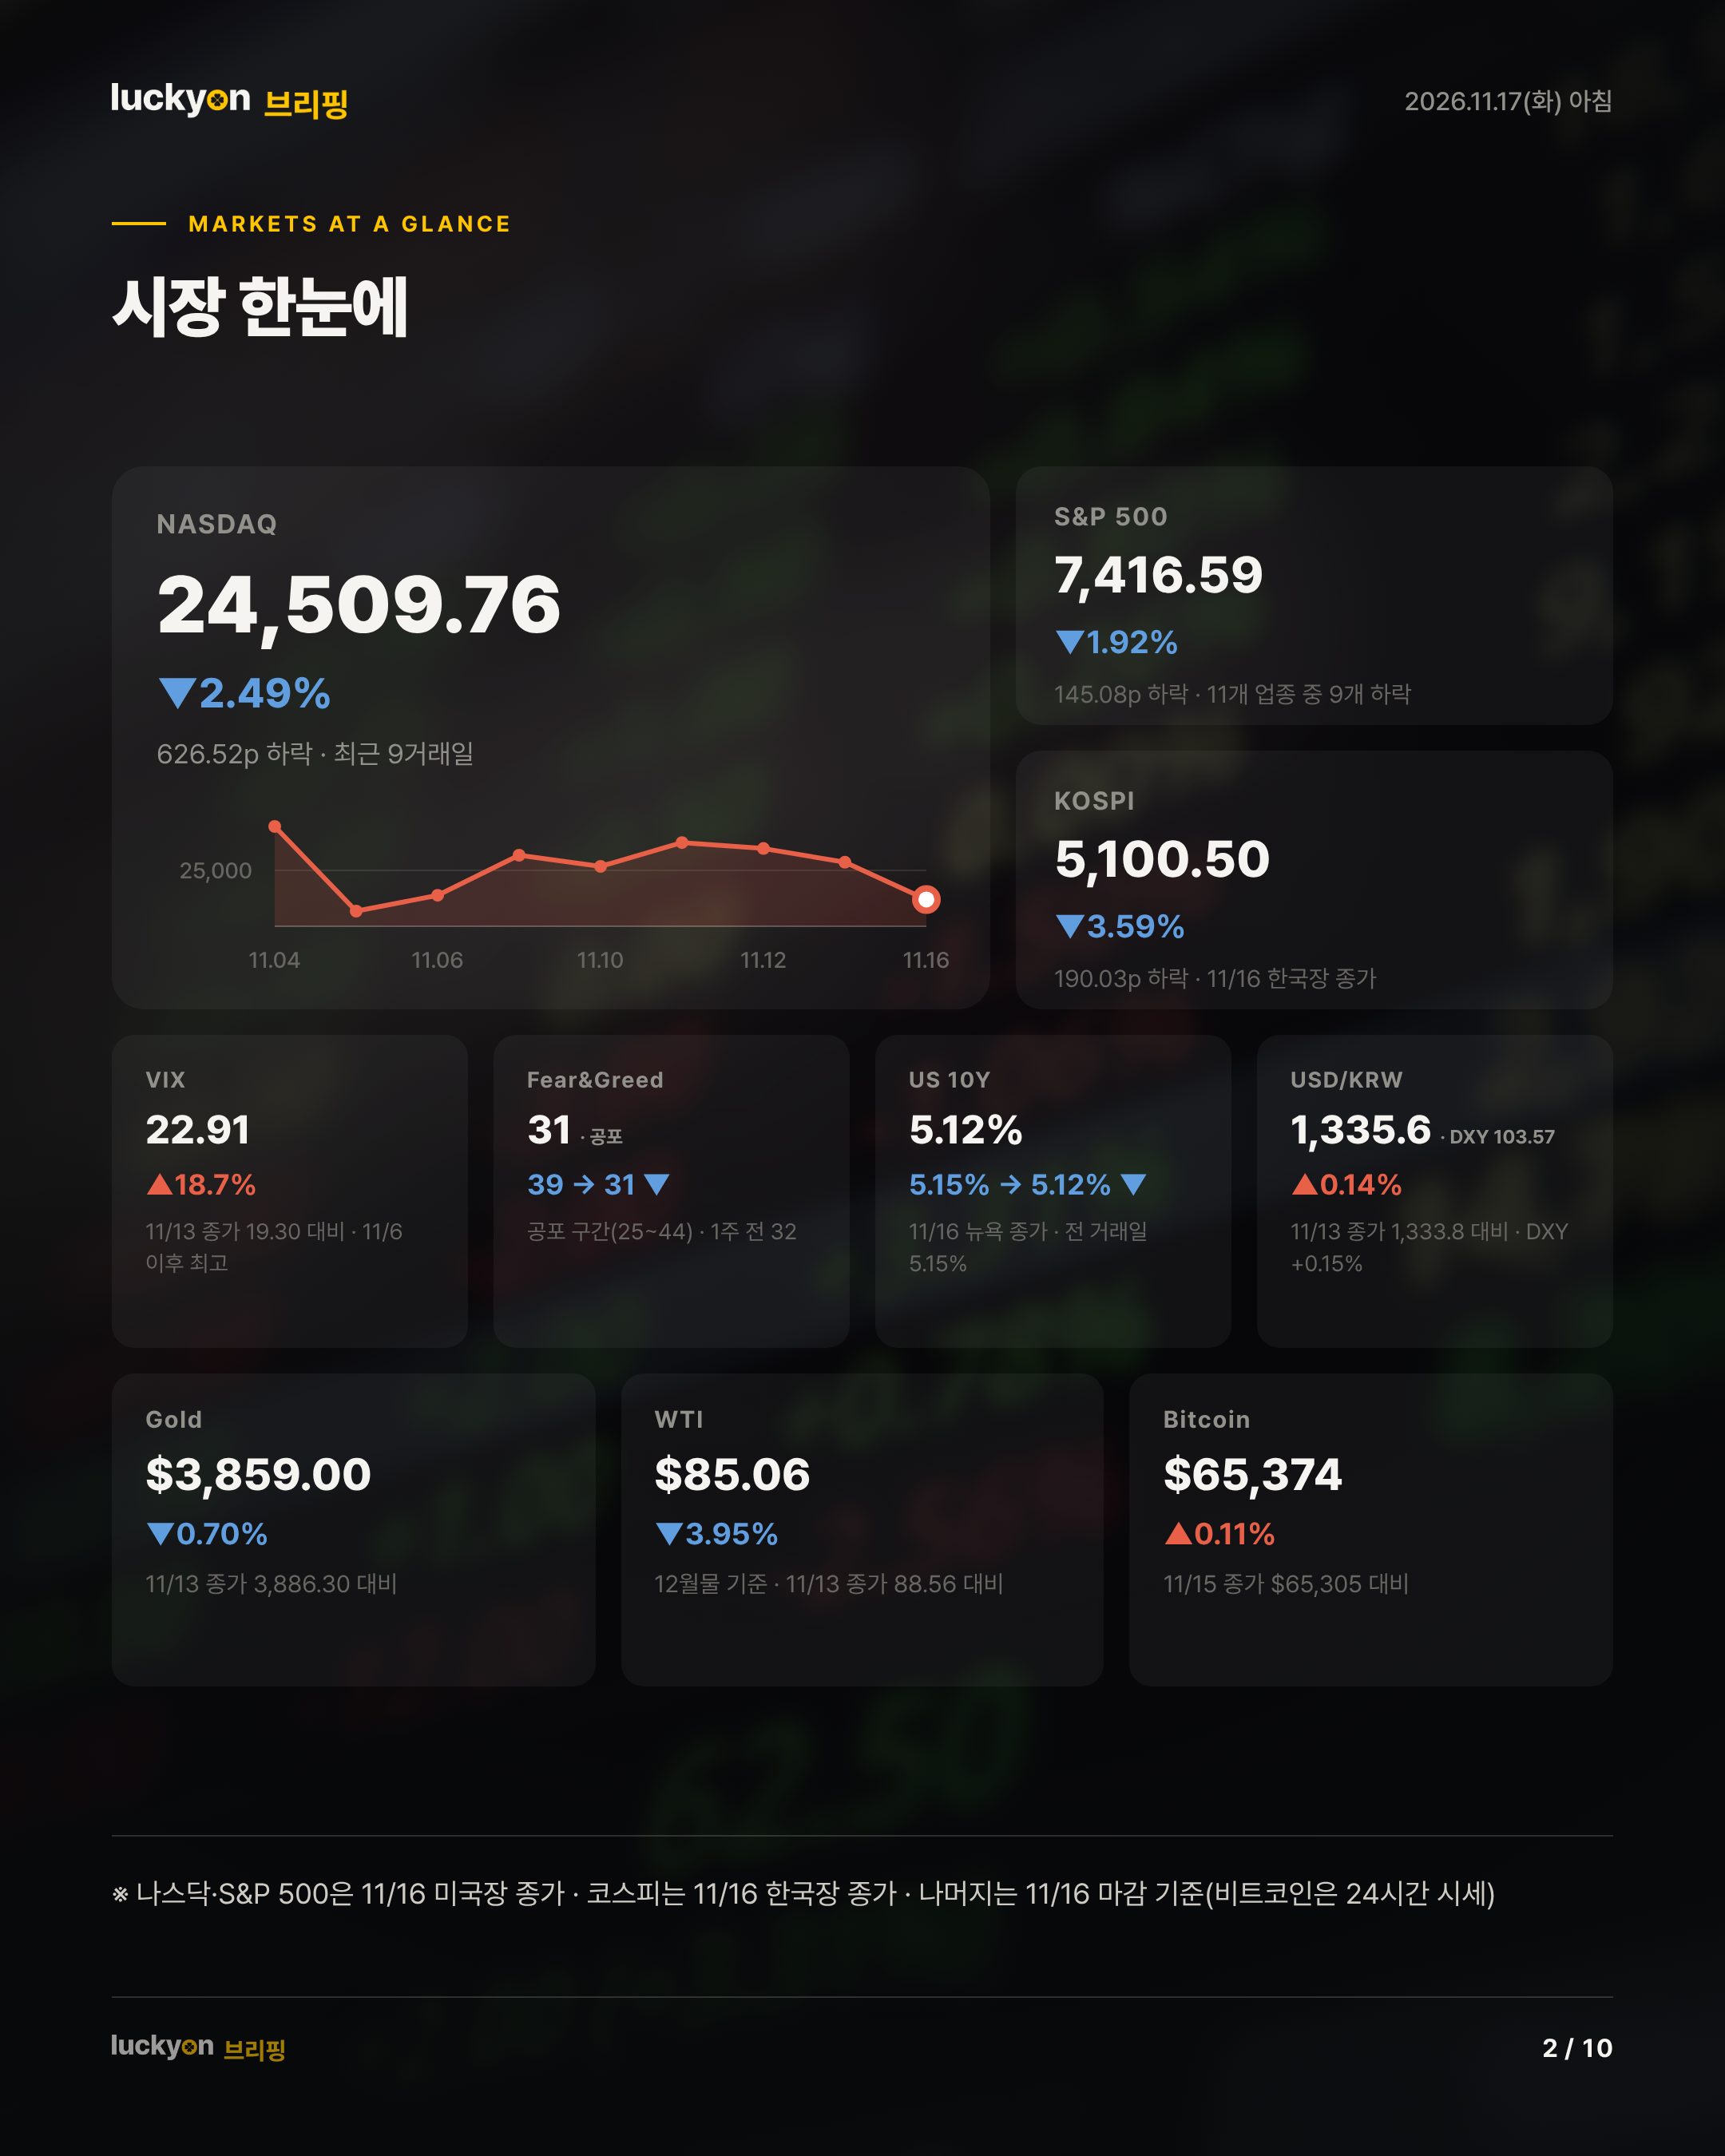 luckyon 브리핑
2026.11.17(화) 아침
MARKETS AT A GLANCE
시장 한눈에
NASDAQ
24,509.76
▼2.49%
626.52p 하락 · 최근 9거래일
25,000
11.04 11.06 11.10 11.12 11.16
S&P 500
7,416.59
▼1.92%
145.08p 하락 · 11개 업종 중 9개 하락
KOSPI
5,100.50
▼3.59%
190.03p 하락 · 11/16 한국장 종가
VIX
22.91
▲18.7%
11/13 종가 19.30 대비 · 11/6
이후 최고
Fear&Greed
31 · 공포
39 → 31 ▼
공포 구간(25~44) · 1주 전 32
US 10Y
5.12%
5.15% → 5.12% ▼
11/16 뉴욕 종가 · 전 거래일
5.15%
USD/KRW
1,335.6 · DXY 103.57
▲0.14%
11/13 종가 1,333.8 대비 · DXY
+0.15%
Gold
$3,859.00
▼0.70%
11/13 종가 3,886.30 대비
WTI
$85.06
▼3.95%
12월물 기준 · 11/13 종가 88.56 대비
Bitcoin
$65,374
▲0.11%
11/15 종가 $65,305 대비
※ 나스닥·S&P 500은 11/16 미국장 종가 · 코스피는 11/16 한국장 종가 · 나머지는 11/16 마감 기준(비트코인은 24시간 시세)
luckyon 브리핑
2 / 10